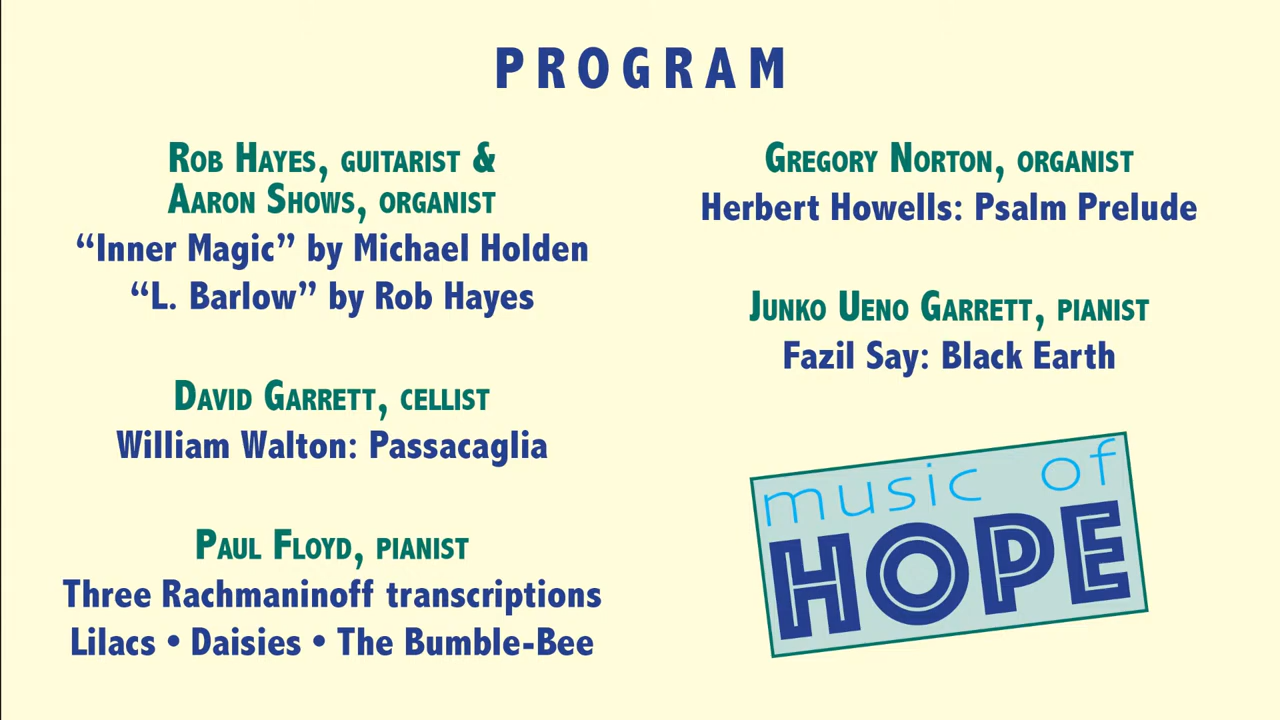 PROGRAM
Rob Hayes, guitarist &
Aaron Shows, organist
“Inner Magic” by Michael Holden
“L. Barlow” by Rob Hayes
David Garrett, cellist
William Walton: Passacaglia
Paul Floyd, pianist
Three Rachmaninoff transcriptions
Lilacs • Daisies • The Bumble-Bee
Gregory Norton, organist
Herbert Howells: Psalm Prelude
Junko Ueno Garrett, pianist
Fazil Say: Black Earth
music of
HOPE